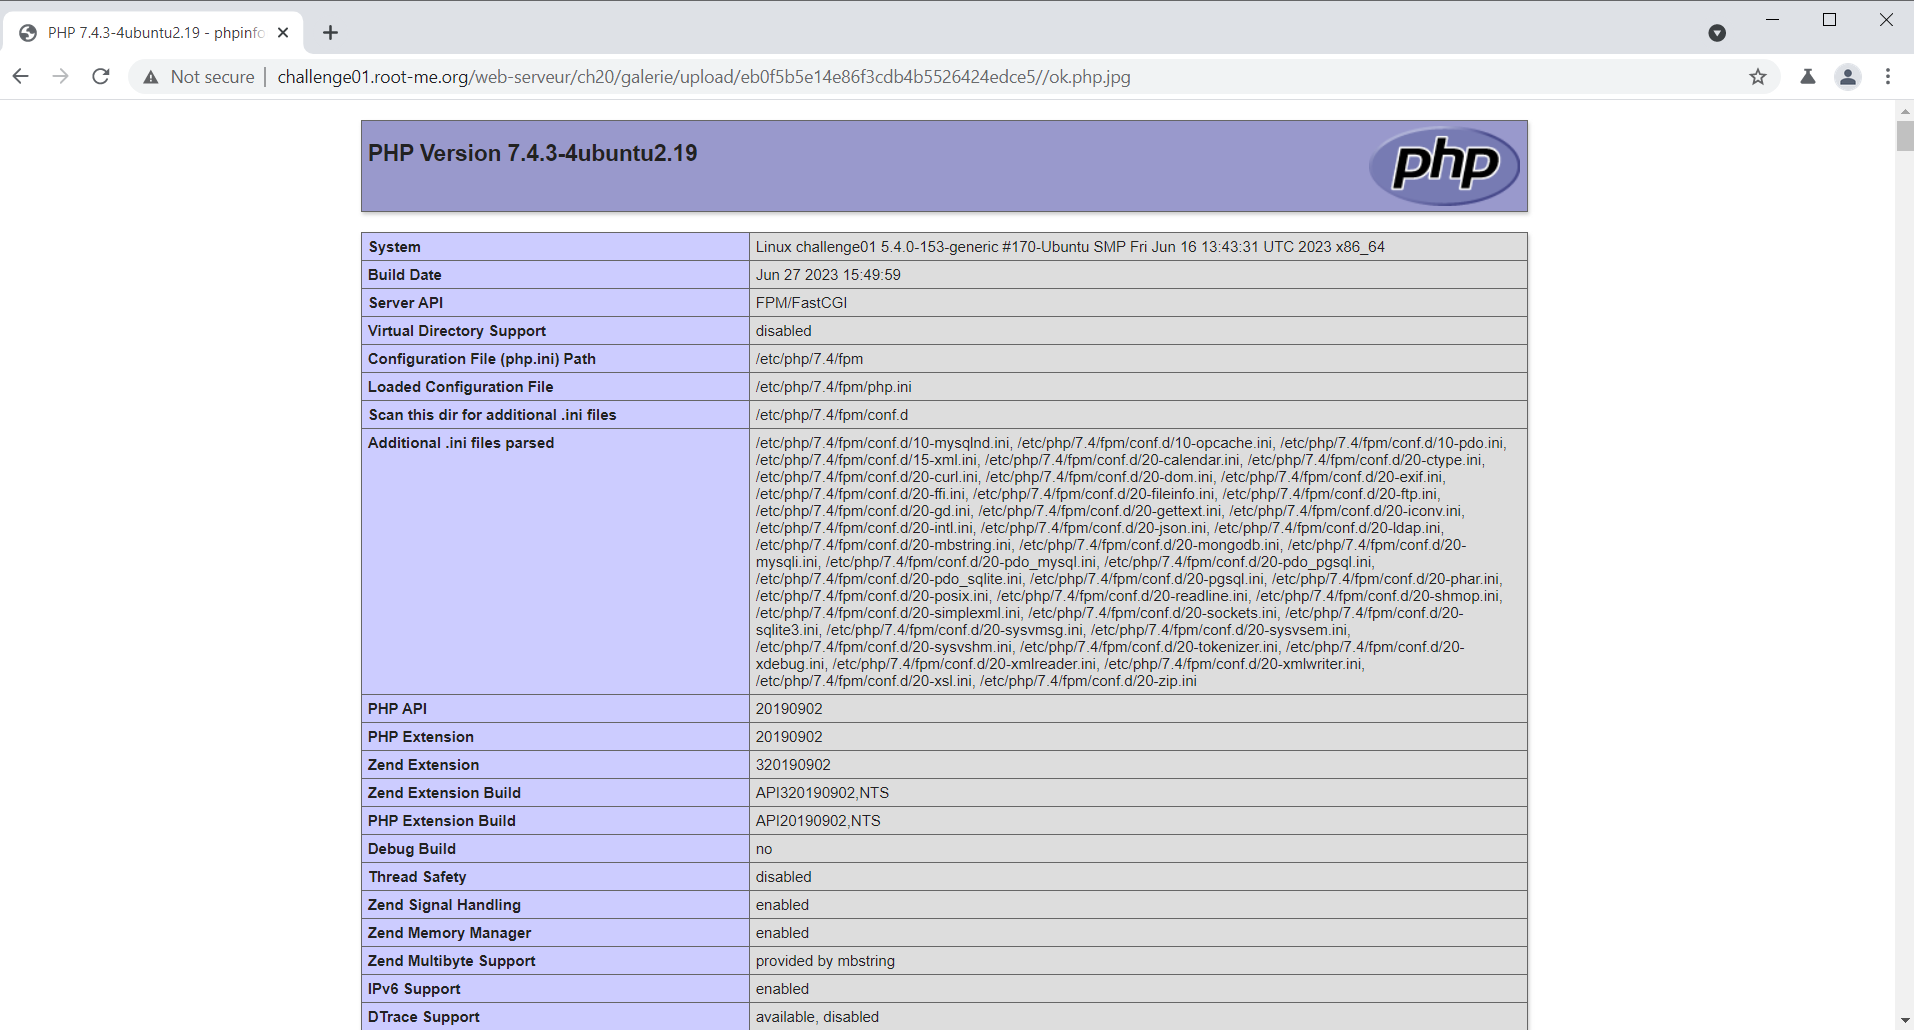 PHP 7.4.3-4ubuntu2.19 - phpinfo
Not secure | challenge01.root-me.org/web-serveur/ch20/galerie/upload/eb0f5b5e14e86f3cdb4b5526424edce5//ok.php.jpg
PHP Version 7.4.3-4ubuntu2.19
php
System Linux challenge01 5.4.0-153-generic #170-Ubuntu SMP Fri Jun 16 13:43:31 UTC 2023 x86_64
Build Date Jun 27 2023 15:49:59
Server API FPM/FastCGI
Virtual Directory Support disabled
Configuration File (php.ini) Path /etc/php/7.4/fpm
Loaded Configuration File /etc/php/7.4/fpm/php.ini
Scan this dir for additional .ini files /etc/php/7.4/fpm/conf.d
Additional .ini files parsed /etc/php/7.4/fpm/conf.d/10-mysqlnd.ini, /etc/php/7.4/fpm/conf.d/10-opcache.ini, /etc/php/7.4/fpm/conf.d/10-pdo.ini,
/etc/php/7.4/fpm/conf.d/15-xml.ini, /etc/php/7.4/fpm/conf.d/20-calendar.ini, /etc/php/7.4/fpm/conf.d/20-ctype.ini,
/etc/php/7.4/fpm/conf.d/20-curl.ini, /etc/php/7.4/fpm/conf.d/20-dom.ini, /etc/php/7.4/fpm/conf.d/20-exif.ini,
/etc/php/7.4/fpm/conf.d/20-ffi.ini, /etc/php/7.4/fpm/conf.d/20-fileinfo.ini, /etc/php/7.4/fpm/conf.d/20-ftp.ini,
/etc/php/7.4/fpm/conf.d/20-gd.ini, /etc/php/7.4/fpm/conf.d/20-gettext.ini, /etc/php/7.4/fpm/conf.d/20-iconv.ini,
/etc/php/7.4/fpm/conf.d/20-intl.ini, /etc/php/7.4/fpm/conf.d/20-json.ini, /etc/php/7.4/fpm/conf.d/20-ldap.ini,
/etc/php/7.4/fpm/conf.d/20-mbstring.ini, /etc/php/7.4/fpm/conf.d/20-mongodb.ini, /etc/php/7.4/fpm/conf.d/20-
mysqli.ini, /etc/php/7.4/fpm/conf.d/20-pdo_mysql.ini, /etc/php/7.4/fpm/conf.d/20-pdo_pgsql.ini,
/etc/php/7.4/fpm/conf.d/20-pdo_sqlite.ini, /etc/php/7.4/fpm/conf.d/20-pgsql.ini, /etc/php/7.4/fpm/conf.d/20-phar.ini,
/etc/php/7.4/fpm/conf.d/20-posix.ini, /etc/php/7.4/fpm/conf.d/20-readline.ini, /etc/php/7.4/fpm/conf.d/20-shmop.ini,
/etc/php/7.4/fpm/conf.d/20-simplexml.ini, /etc/php/7.4/fpm/conf.d/20-sockets.ini, /etc/php/7.4/fpm/conf.d/20-
sqlite3.ini, /etc/php/7.4/fpm/conf.d/20-sysvmsg.ini, /etc/php/7.4/fpm/conf.d/20-sysvsem.ini,
/etc/php/7.4/fpm/conf.d/20-sysvshm.ini, /etc/php/7.4/fpm/conf.d/20-tokenizer.ini, /etc/php/7.4/fpm/conf.d/20-
xdebug.ini, /etc/php/7.4/fpm/conf.d/20-xmlreader.ini, /etc/php/7.4/fpm/conf.d/20-xmlwriter.ini,
/etc/php/7.4/fpm/conf.d/20-xsl.ini, /etc/php/7.4/fpm/conf.d/20-zip.ini
PHP API 20190902
PHP Extension 20190902
Zend Extension 320190902
Zend Extension Build API320190902,NTS
PHP Extension Build API20190902,NTS
Debug Build no
Thread Safety disabled
Zend Signal Handling enabled
Zend Memory Manager enabled
Zend Multibyte Support provided by mbstring
IPv6 Support enabled
DTrace Support available, disabled